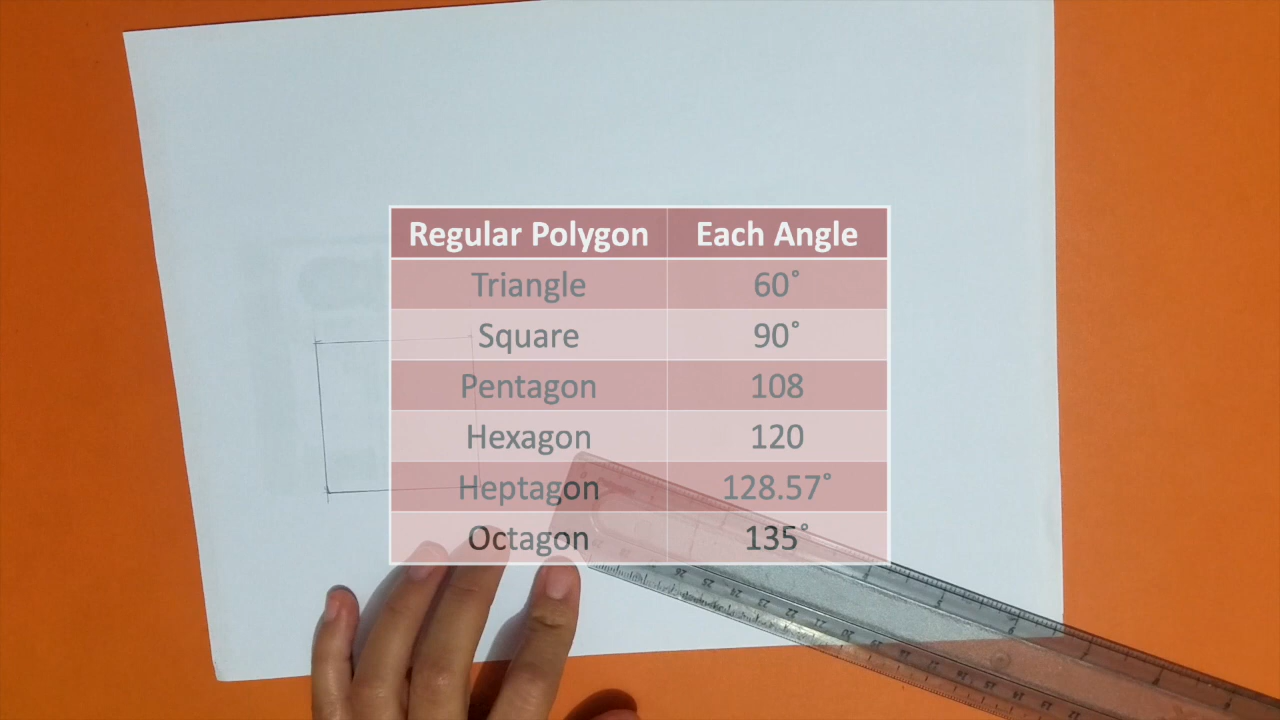 Regular Polygon Each Angle
Triangle 60˚
Square 90˚
Pentagon 108
Hexagon 120
Heptagon 128.57˚
Octagon 135˚